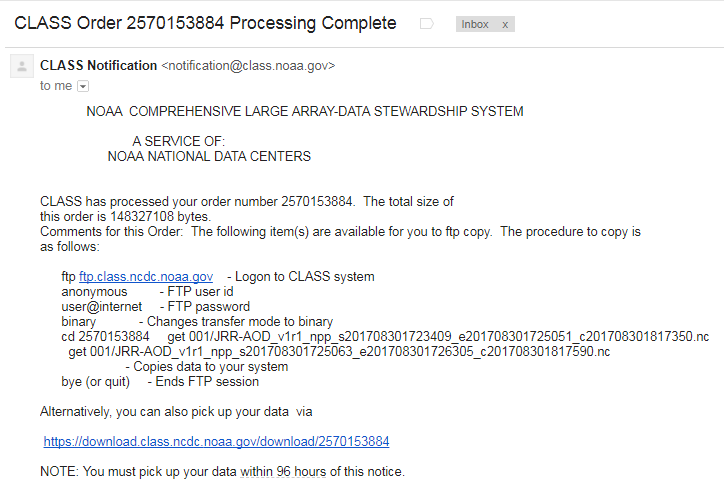 CLASS Order 2570153884 Processing Complete Inbox x
CLASS Notification <notification@class.noaa.gov>
to me
NOAA COMPREHENSIVE LARGE ARRAY-DATA STEWARDSHIP SYSTEM
A SERVICE OF:
NOAA NATIONAL DATA CENTERS
CLASS has processed your order number 2570153884. The total size of
this order is 148327108 bytes.
Comments for this Order: The following item(s) are available for you to ftp copy. The procedure to copy is
as follows:
ftp ftp.class.ncdc.noaa.gov - Logon to CLASS system
anonymous - FTP user id
user@internet - FTP password
binary - Changes transfer mode to binary
cd 2570153884 get 001/JRR-AOD_v1r1_npp_s201708301723409_e201708301725051_c201708301817350.nc
get 001/JRR-AOD_v1r1_npp_s201708301725063_e201708301726305_c201708301817590.nc
- Copies data to your system
bye (or quit) - Ends FTP session
Alternatively, you can also pick up your data via
https://download.class.ncdc.noaa.gov/download/2570153884
NOTE: You must pick up your data within 96 hours of this notice.